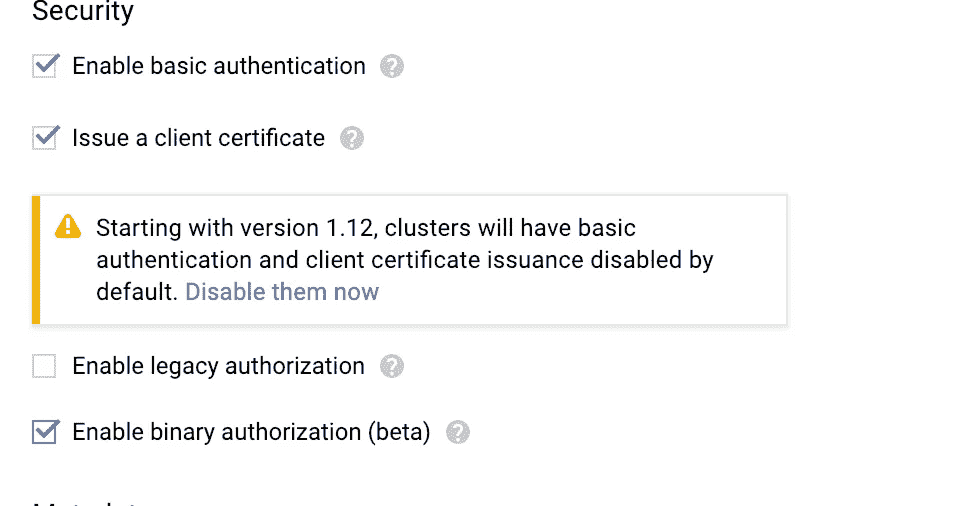 Security
Enable basic authentication
Issue a client certificate
Starting with version 1.12, clusters will have basic
authentication and client certificate issuance disabled by
default. Disable them now
Enable legacy authorization
Enable binary authorization (beta)